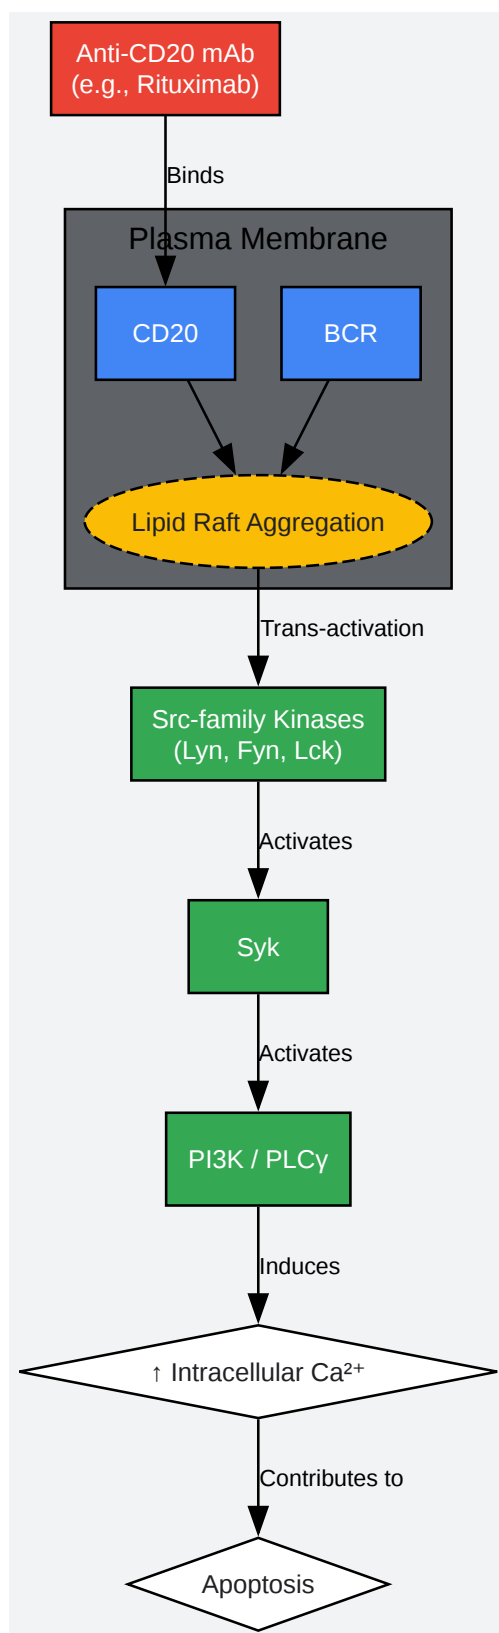 Anti-CD20 mAb
(e.g., Rituximab)
Binds
Plasma Membrane
CD20
BCR
Lipid Raft Aggregation
Trans-activation
Src-family Kinases
(Lyn, Fyn, Lck)
Activates
Syk
Activates
PI3K / PLCγ
Induces
↑ Intracellular Ca²⁺
Contributes to
Apoptosis